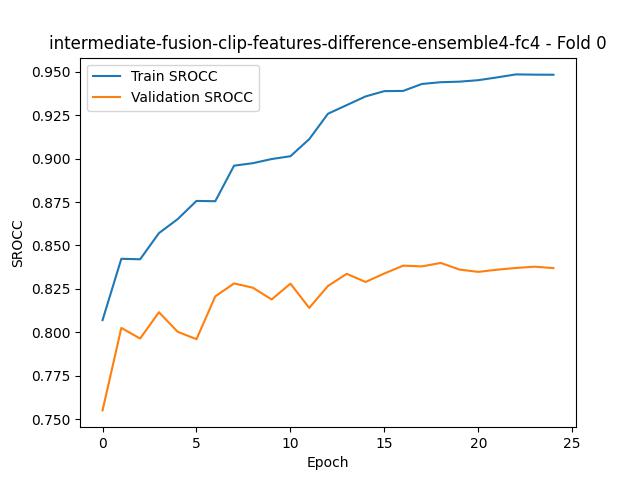 intermediate-fusion-clip-features-difference-ensemble4-fc4 - Fold 0
Train SROCC
Validation SROCC
0.950
0.925
0.900
0.875
0.850
0.825
0.800
0.775
0.750
SROCC
0 5 10 15 20 25
Epoch